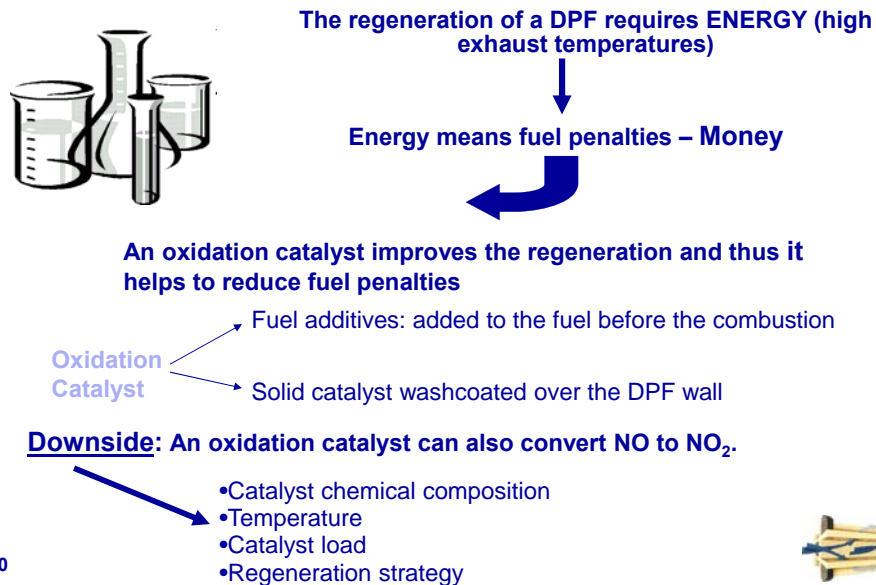 The regeneration of a DPF requires ENERGY (high
exhaust temperatures)
Energy means fuel penalties – Money
An oxidation catalyst improves the regeneration and thus it
helps to reduce fuel penalties
Fuel additives: added to the fuel before the combustion
Oxidation
Catalyst
Solid catalyst washcoated over the DPF wall
Downside: An oxidation catalyst can also convert NO to NO₂.
•Catalyst chemical composition
•Temperature
•Catalyst load
•Regeneration strategy
0